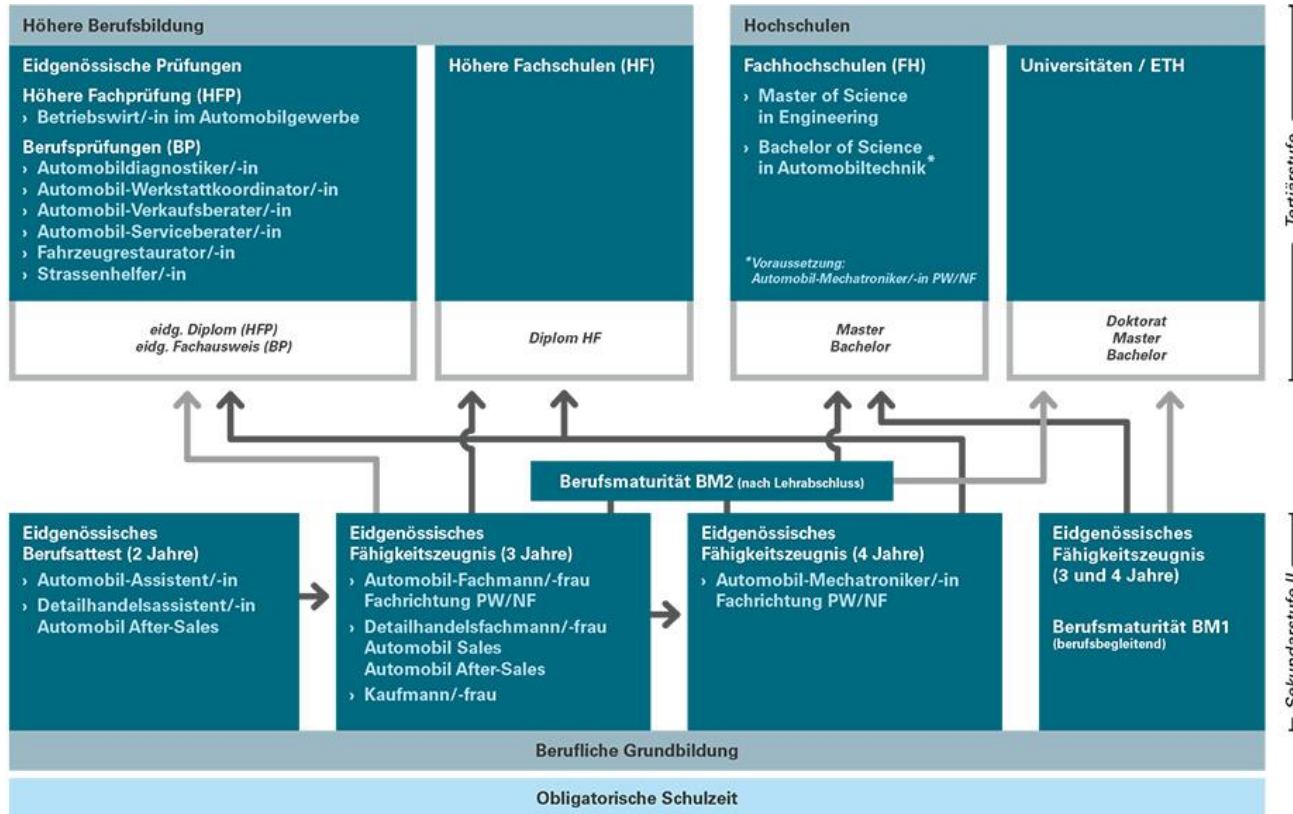 Höhere Berufsbildung
Eidgenössische Prüfungen
Höhere Fachprüfung (HFP)
› Betriebswirt/-in im Automobilgewerbe
Berufsprüfungen (BP)
› Automobildiagnostiker/-in
› Automobil-Werkstattkoordinator/-in
› Automobil-Verkaufsberater/-in
› Automobil-Serviceberater/-in
› Fahrzeugrestaurator/-in
› Strassenhelfer/-in
eidg. Diplom (HFP)
eidg. Fachausweis (BP)
Höhere Fachschulen (HF)
Diplom HF
Hochschulen
Fachhochschulen (FH)
› Master of Science
in Engineering
› Bachelor of Science
in Automobiltechnik*
*Voraussetzung:
Automobil-Mechatroniker/-in PW/NF
Master
Bachelor
Universitäten / ETH
Doktorat
Master
Bachelor
Tertiärstufe
Berufsmaturität BM2 (nach Lehrabschluss)
Eidgenössisches
Berufsattest (2 Jahre)
› Automobil-Assistent/-in
› Detailhandelsassistent/-in
Automobil After-Sales
Eidgenössisches
Fähigkeitszeugnis (3 Jahre)
› Automobil-Fachmann/-frau
Fachrichtung PW/NF
› Detailhandelsfachmann/-frau
Automobil Sales
Automobil After-Sales
› Kaufmann/-frau
Eidgenössisches
Fähigkeitszeugnis (4 Jahre)
› Automobil-Mechatroniker/-in
Fachrichtung PW/NF
Eidgenössisches
Fähigkeitszeugnis
(3 und 4 Jahre)
Berufsmaturität BM1
(berufsbegleitend)
Sekundarstufe II
Berufliche Grundbildung
Obligatorische Schulzeit